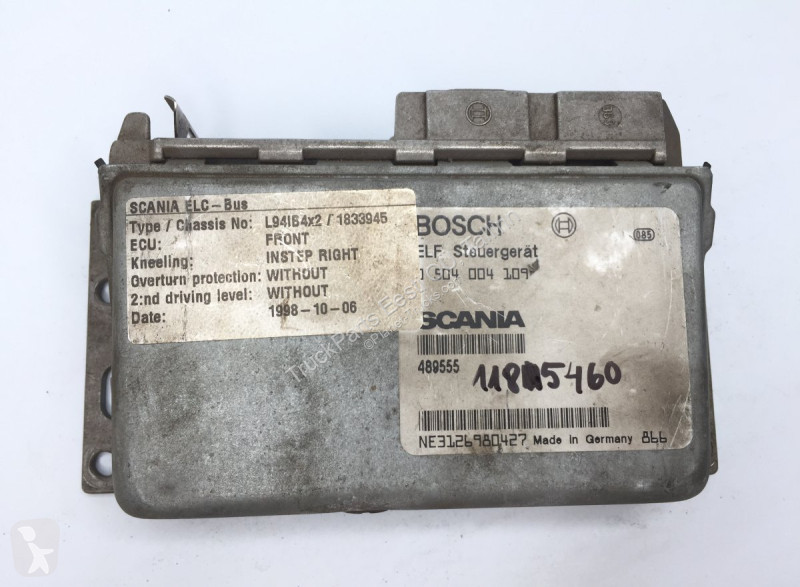 SCANIA ELC-Bus
Type / Chassis No: L94IB4x2 / 1833945
ECU: FRONT
Kneeling: INSTEP RIGHT
Overturn protection: WITHOUT
2:nd driving level: WITHOUT
Date: 1998-10-06
BOSCH
085
ELF Steuergerät
504 004 109
SCANIA
489555
NE3126980427 Made in Germany 866